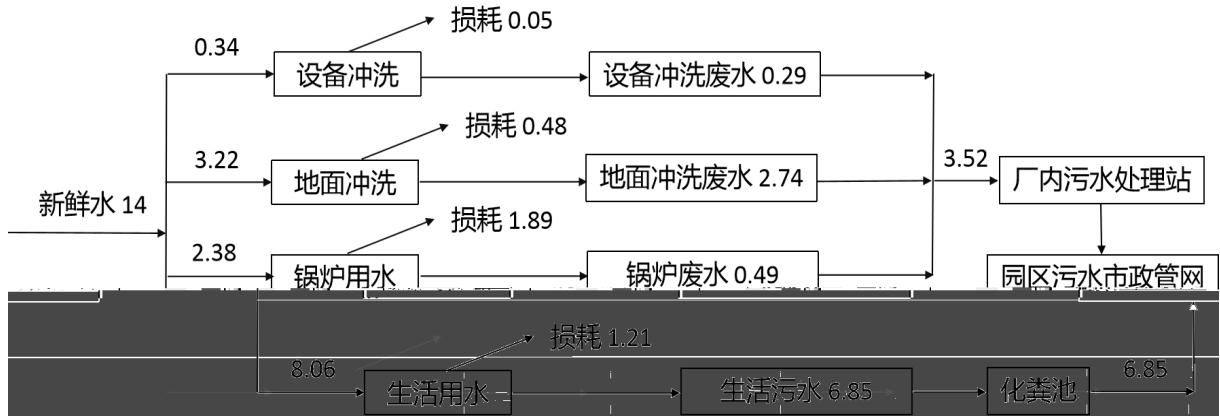 损耗 0.05
0.34
设备冲洗
设备冲洗废水 0.29
损耗 0.48
3.22
地面冲洗
地面冲洗废水 2.74
3.52
厂内污水处理站
新鲜水 14
损耗 1.89
2.38
锅炉用水
锅炉废水 0.49
园区污水市政管网
损耗 1.21
8.06
生活用水
生活污水 6.85
化粪池
6.85